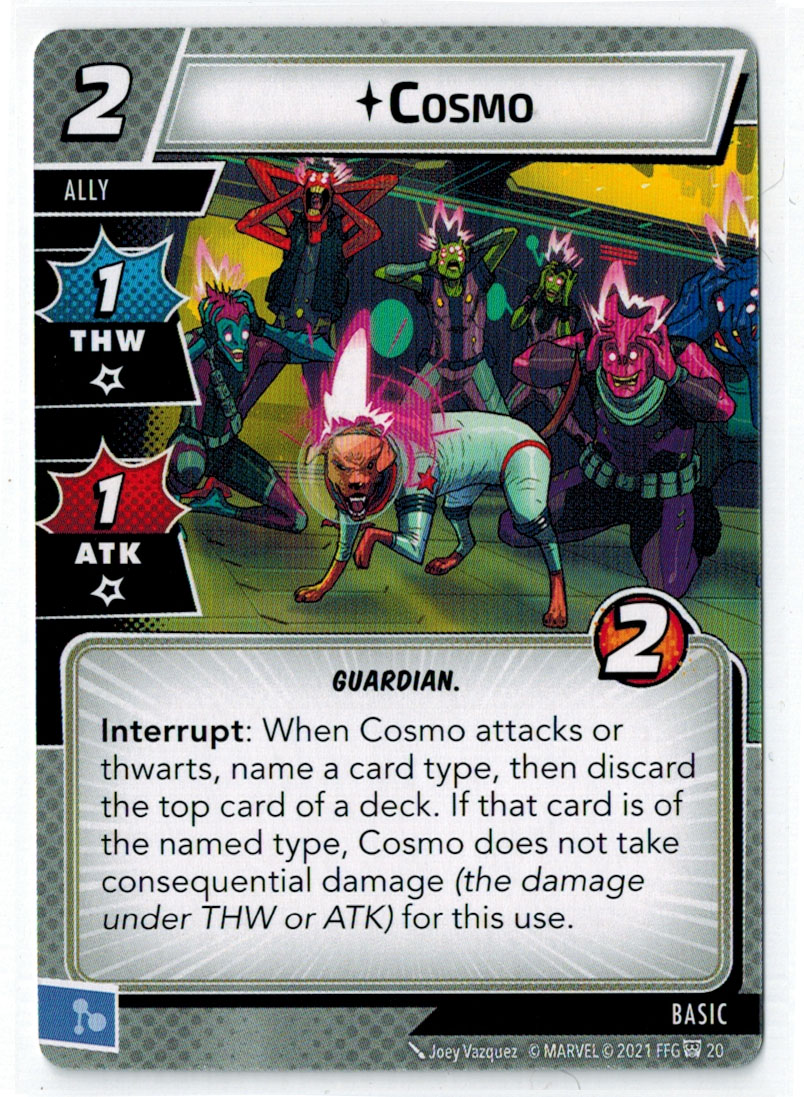 2
COSMO
ALLY
1
THW
1
ATK
2
GUARDIAN.
Interrupt: When Cosmo attacks or
thwarts, name a card type, then discard
the top card of a deck. If that card is of
the named type, Cosmo does not take
consequential damage (the damage
under THW or ATK) for this use.
BASIC
Joey Vazquez © MARVEL © 2021 FFG 20